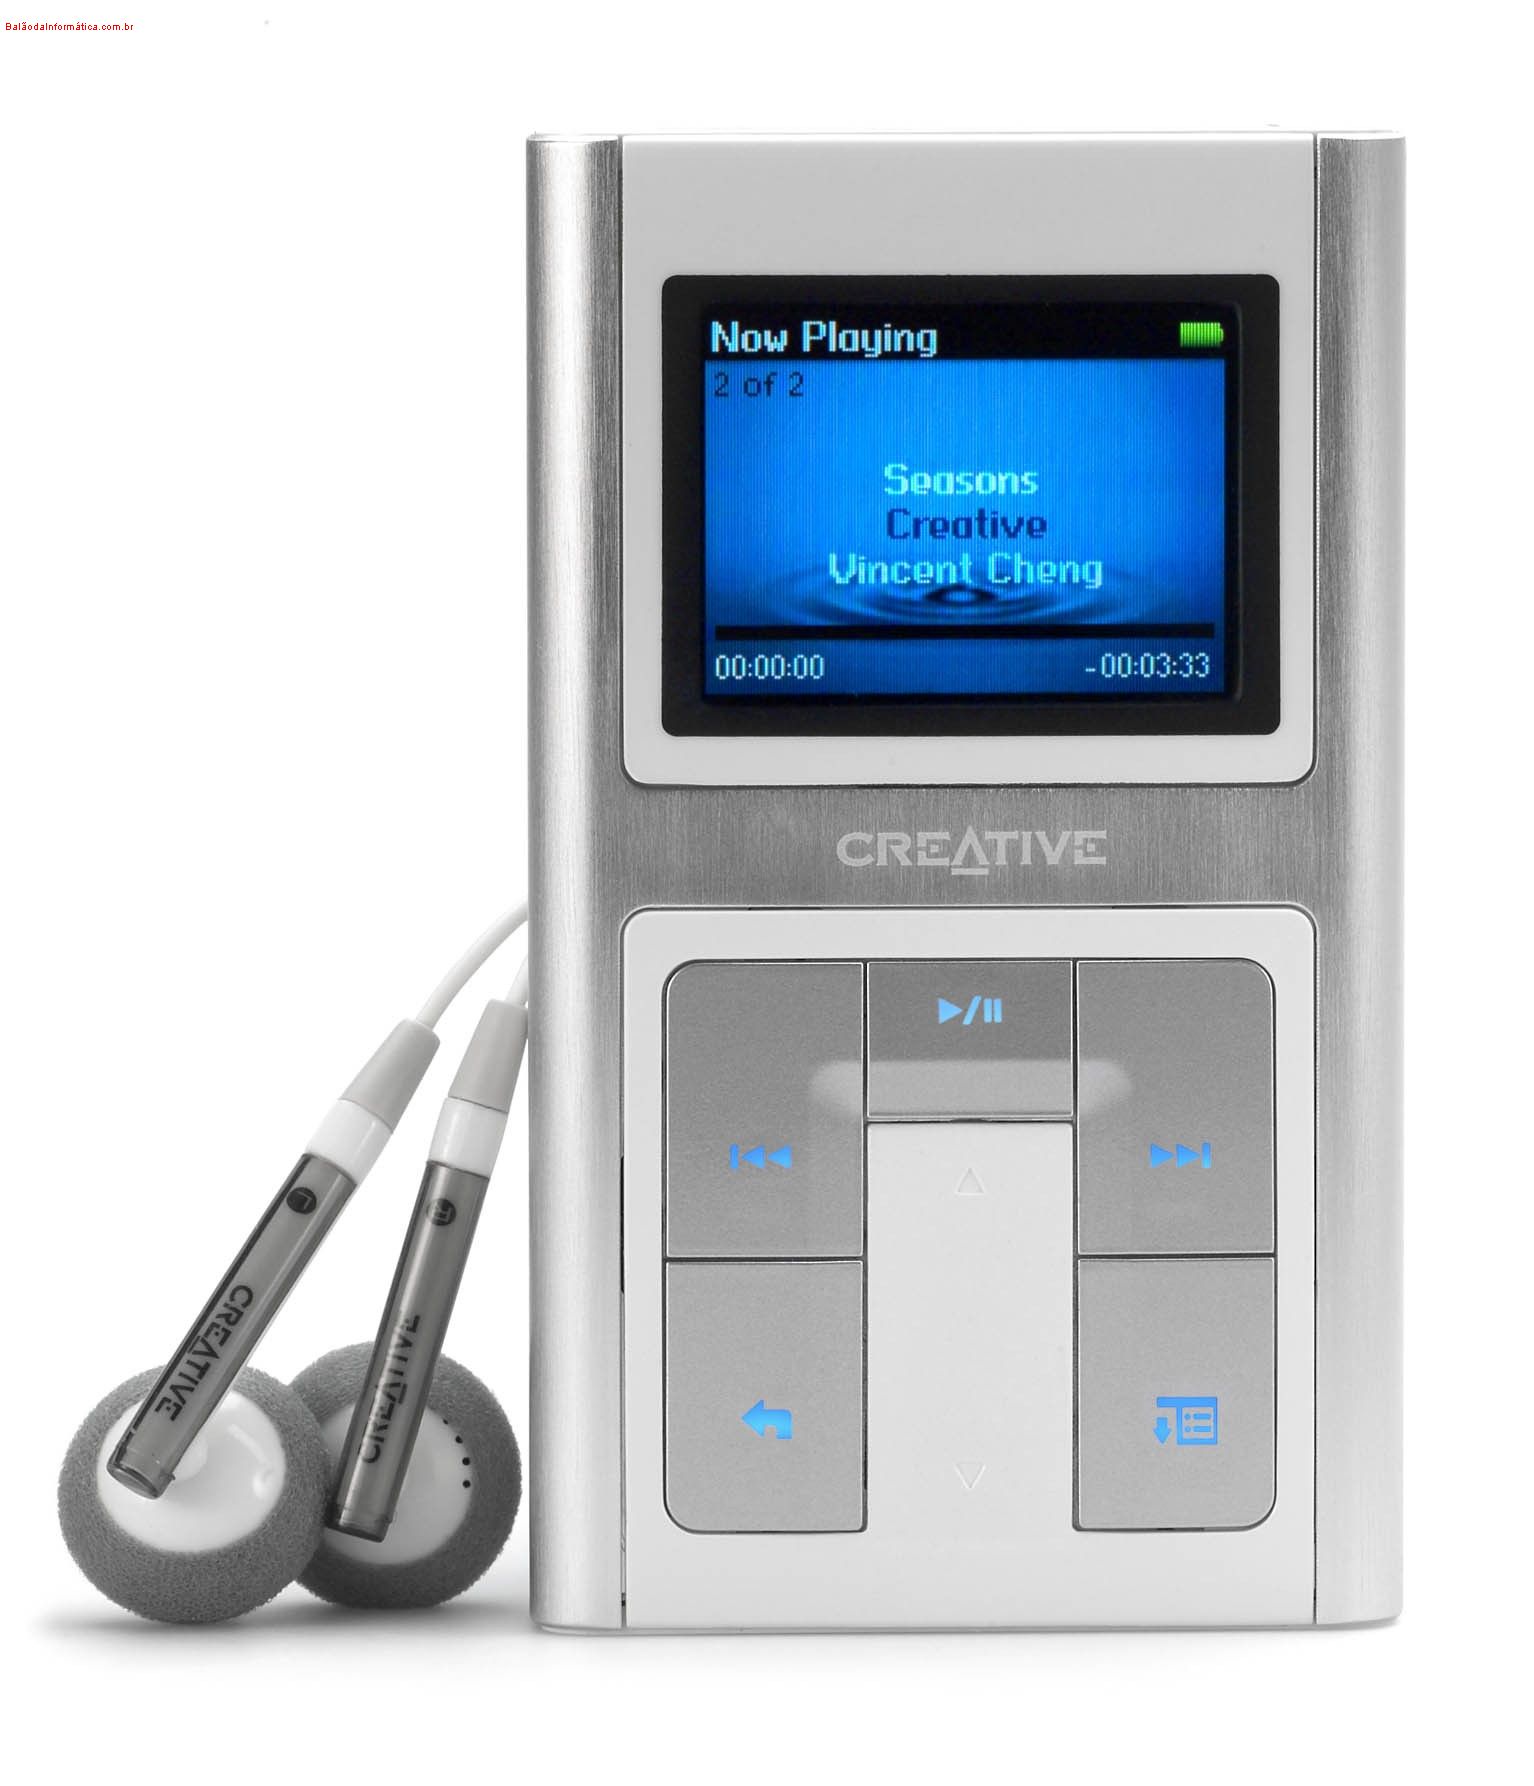 BalãodaInformática.com.br
Now Playing
2 of 2
Seasons
Creative
Vincent Cheng
00:00:00
-00:03:33
CREATIVE
L
R
CREATIVE
CREATIVE